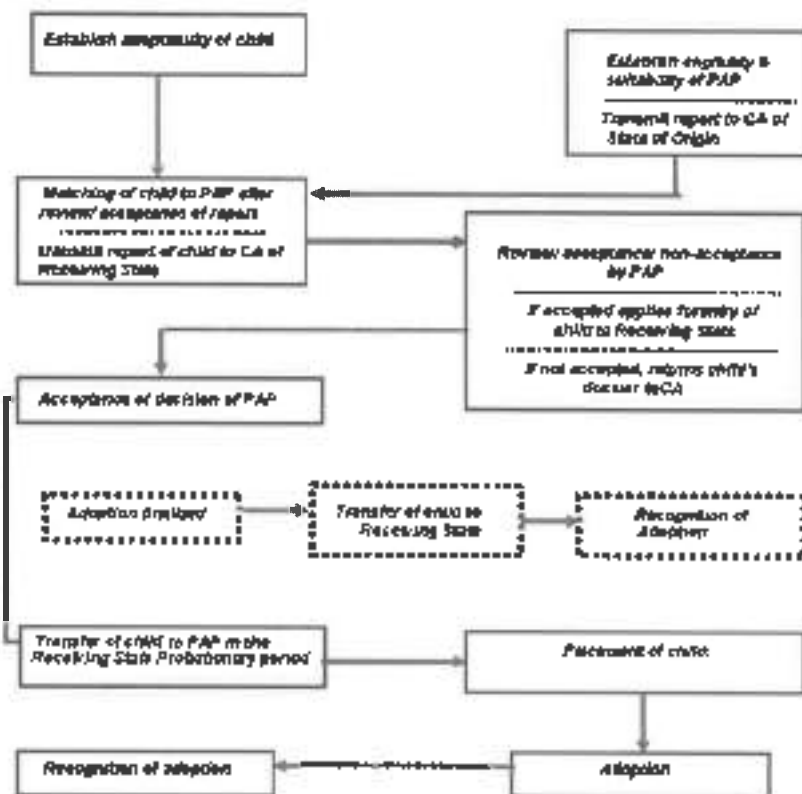 Establish adoptability of child
Establish eligibility &
suitability of PAP
Transmit report to CA of
State of Origin
Matching of child to PAP after
review/ acceptance of report
Transmit report of child to CA of
Receiving State
Review acceptance/ non-acceptance
by PAP
If accepted applies for entry of
child to Receiving State
If not accepted, returns child's
dossier to CA
Acceptance of decision of PAP
Adoption finalized
Transfer of child to
Receiving State
Recognition of
Adoption
Transfer of child to PAP in the
Receiving State Probationary period
Placement of child
Recognition of adoption
Adoption